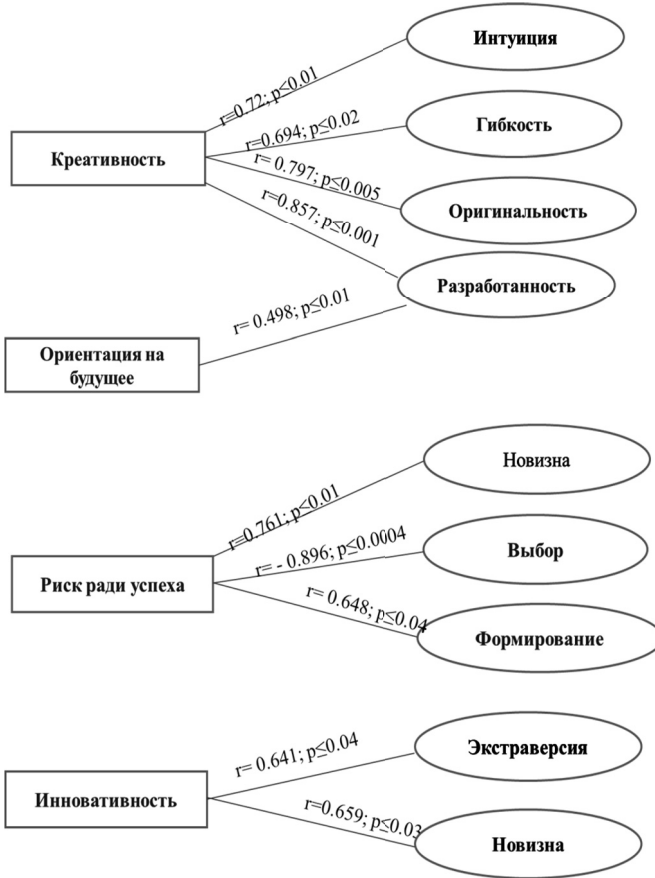 Интуиция
r=0.72; p≤0.01
r=0.694; p≤0.02
Гибкость
Креативность
r= 0.797; p≤0.005
r=0.857; p≤0.001
Оригинальность
Разработанность
r= 0.498; p≤0.01
Ориентация на
будущее
Новизна
r=0.761; p≤0.01
r= - 0.896; p≤0.0004
Выбор
Риск ради успеха
r= 0.648; p≤0.04
Формирование
Экстраверсия
r= 0.641; p≤0.04
Инновативность
r=0.659; p≤0.03
Новизна